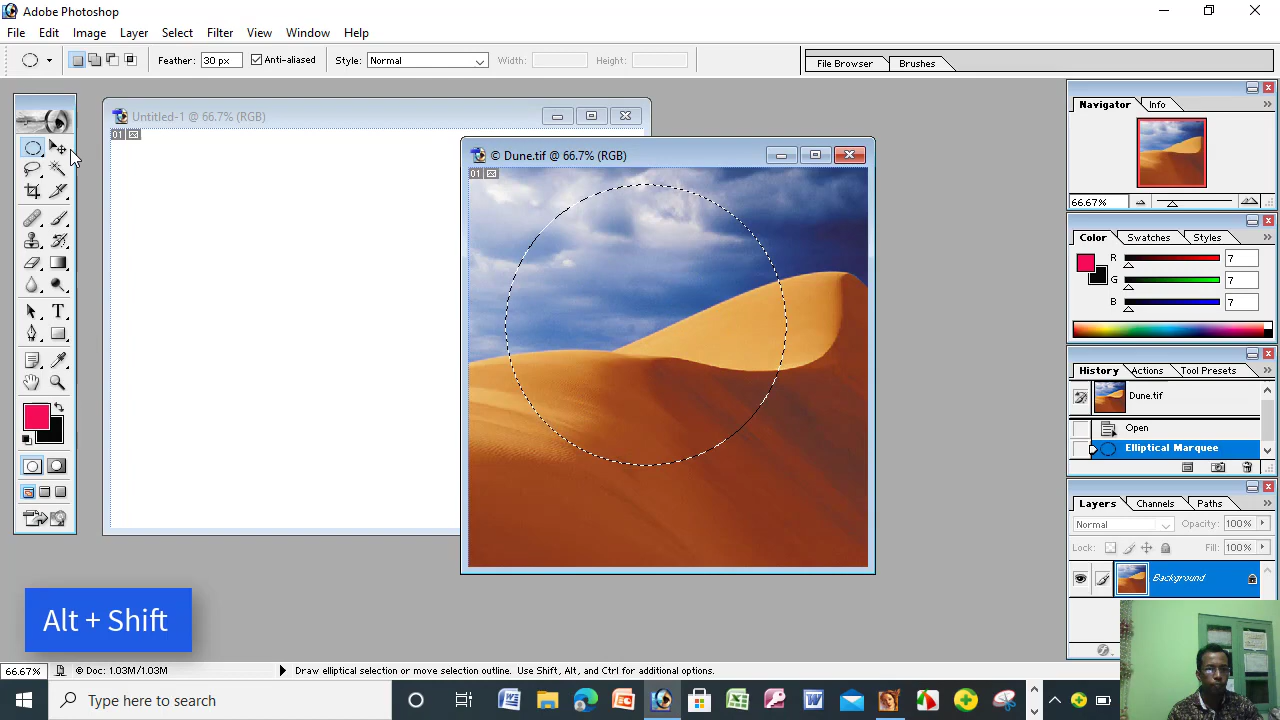 Adobe Photoshop
File Edit Image Layer Select Filter View Window Help
Feather: 30 px Anti-aliased Style: Normal Width: Height: File Browser Brushes
Untitled-1 @ 66.7% (RGB)
01
© Dune.tif @ 66.7% (RGB)
01
Navigator Info
66.67%
Color Swatches Styles
R 7
G 7
B 7
History Actions Tool Presets
Dune.tif
Open
Elliptical Marquee
Layers Channels Paths
Normal Opacity: 100%
Lock: Fill: 100%
Background
T
Alt + Shift
66.67% © Doc: 1.03M/1.03M Draw elliptical selection or move selection outline. Use Shift, Alt, and Ctrl for additional options.
Type here to search